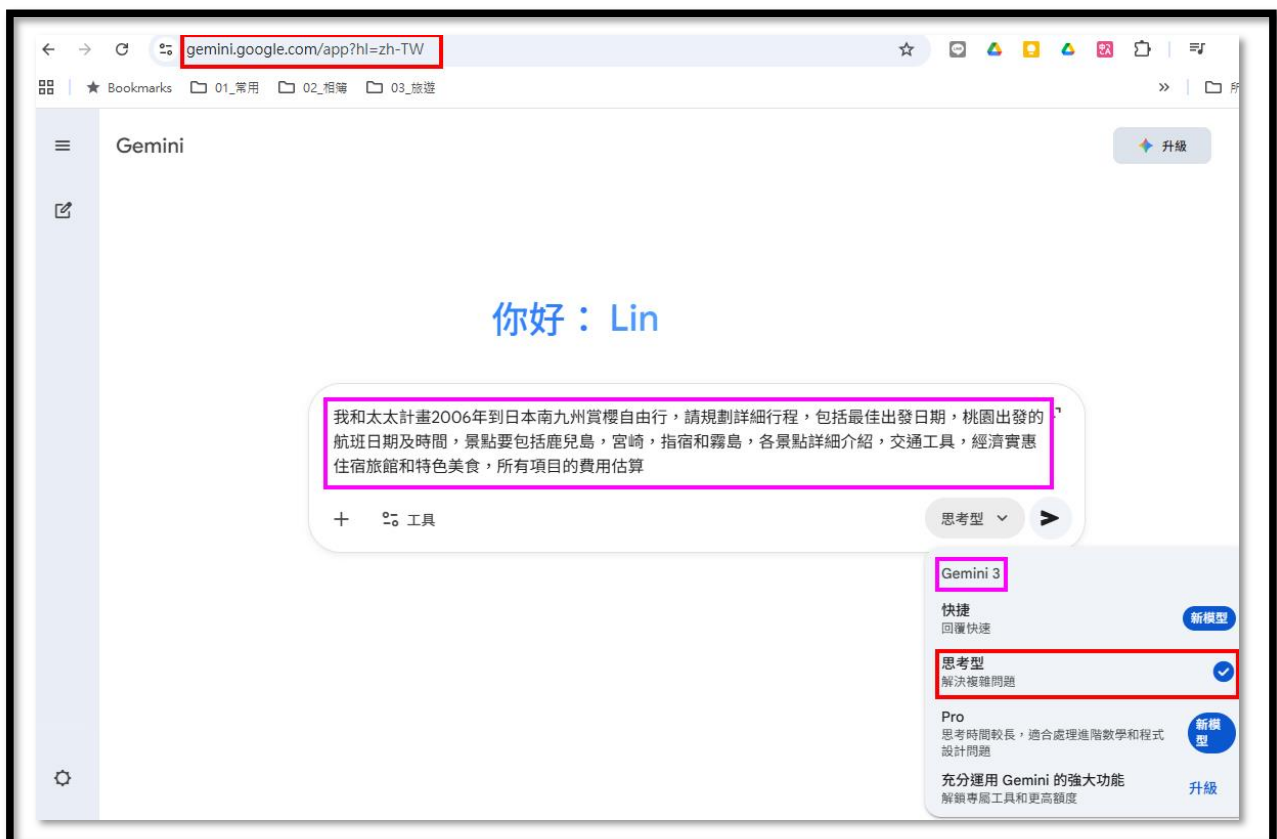 gemini.google.com/app?hl=zh-TW
Bookmarks 01_常用 02_相簿 03_旅遊
Gemini
升級
你好： Lin
我和太太計畫2006年到日本南九州賞櫻自由行，請規劃詳細行程，包括最佳出發日期，桃園出發的
航班日期及時間，景點要包括鹿兒島，宮崎，指宿和霧島，各景點詳細介紹，交通工具，經濟實惠
住宿旅館和特色美食，所有項目的費用估算
工具
思考型
Gemini 3
快捷
回覆快速
新模型
思考型
解決複雜問題
Pro
思考時間較長，適合處理進階數學和程式
設計問題
新模
型
充分運用 Gemini 的強大功能
解鎖專屬工具和更高額度
升級